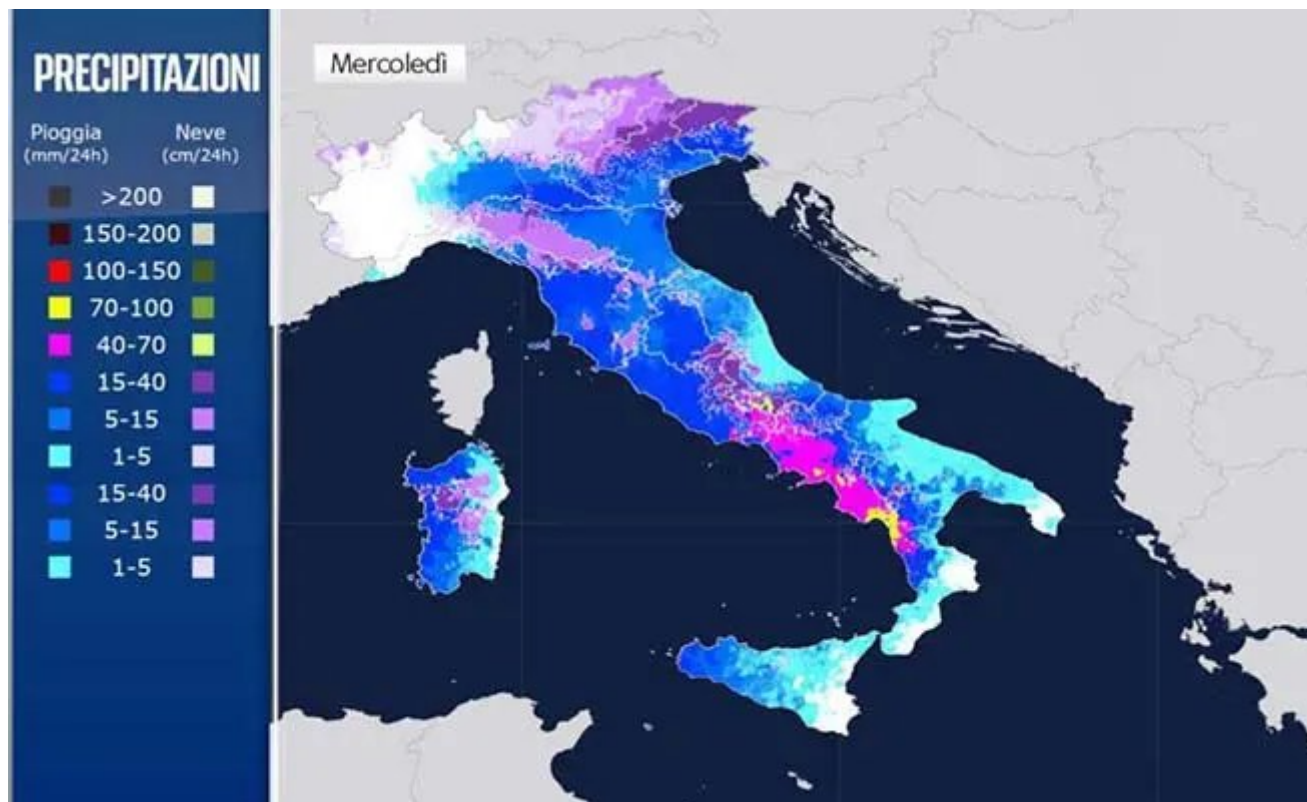 PRECIPITAZIONI
Mercoledì
Pioggia Neve
(mm/24h) (cm/24h)
>200
150-200
100-150
70-100
40-70
15-40
5-15
1-5
15-40
5-15
1-5